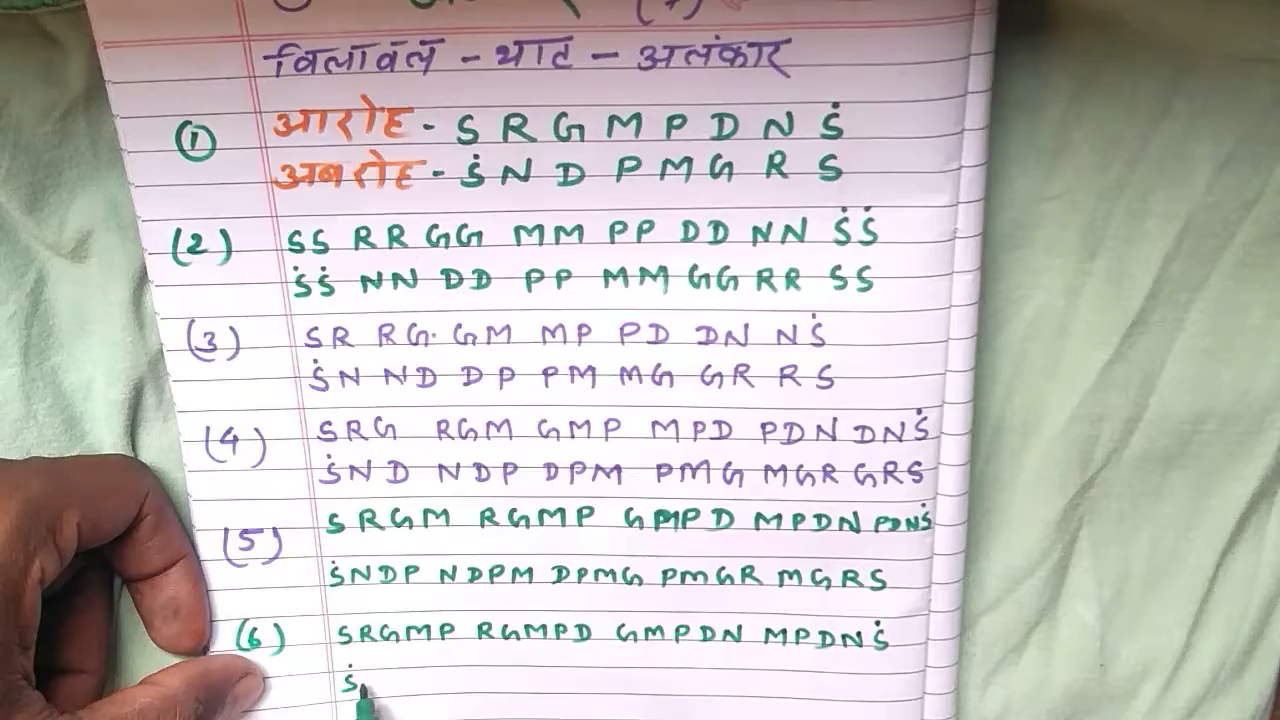 (7)
बिलावल - थाट - अलंकार
① आरोह - S R G M P D N Ṡ
अबरोह - Ṡ N D P M G R S
(2) SS RR GG MM PP DD NN ṠṠ
ṠṠ NN DD PP MM GG RR SS
(3) SR RG. GM MP PD DN NṠ
ṠN ND DP PM MG GR RS
(4) SRG RGM GMP MPD PDN DNṠ
ṠND NDP DPM PMG MGR GRS
(5) SRGM RGMP GMPD MPDN PDNṠ
ṠNDP NDPM DPMG PMGR MGRS
(6) SRGMP RGMPD GMPDN MPDNṠ
Ṡ